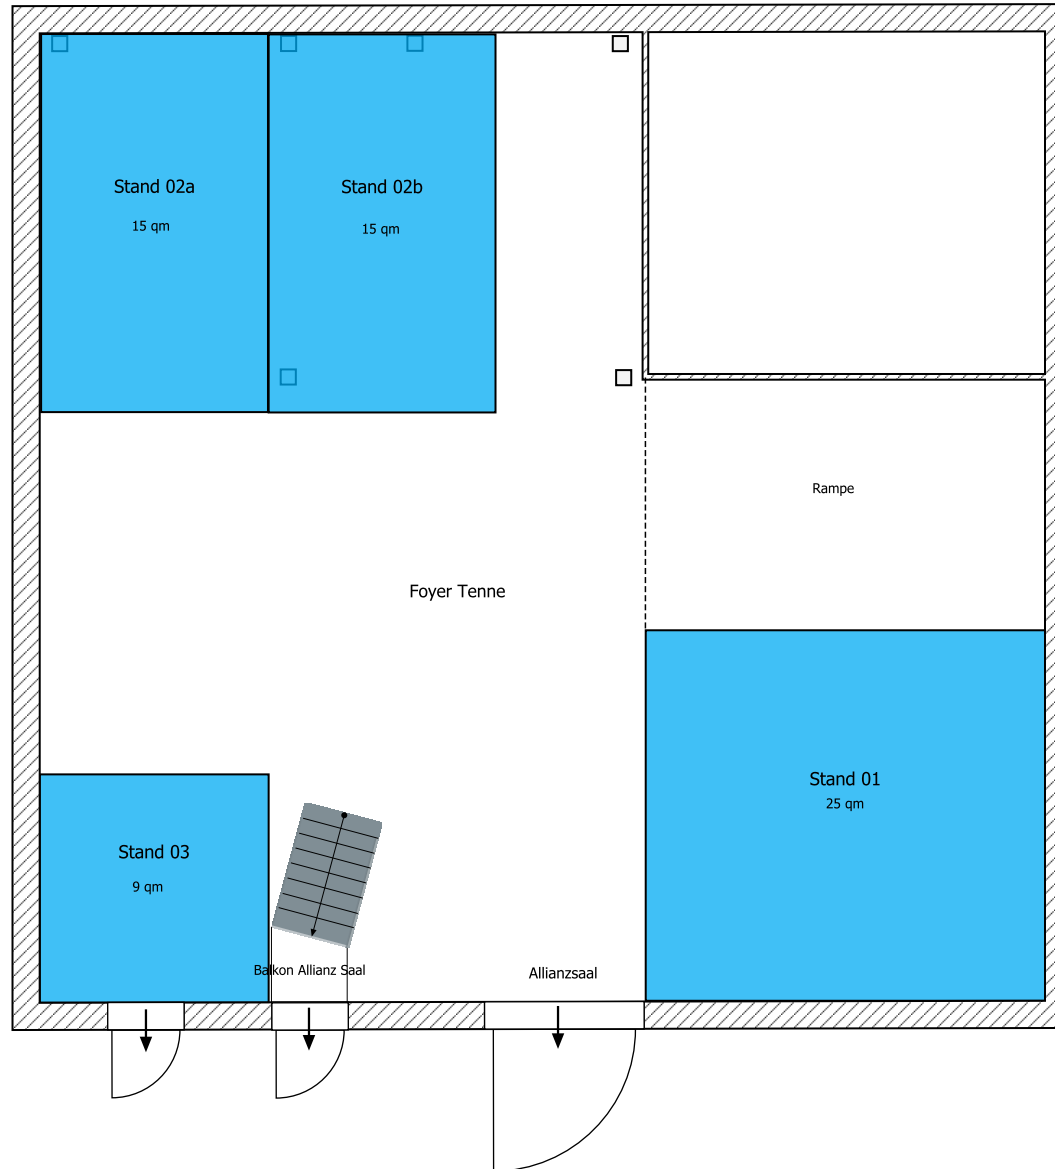 Stand 02a
15 qm
Stand 02b
15 qm
Rampe
Foyer Tenne
Stand 01
25 qm
Stand 03
9 qm
Balkon Allianz Saal
Allianzsaal